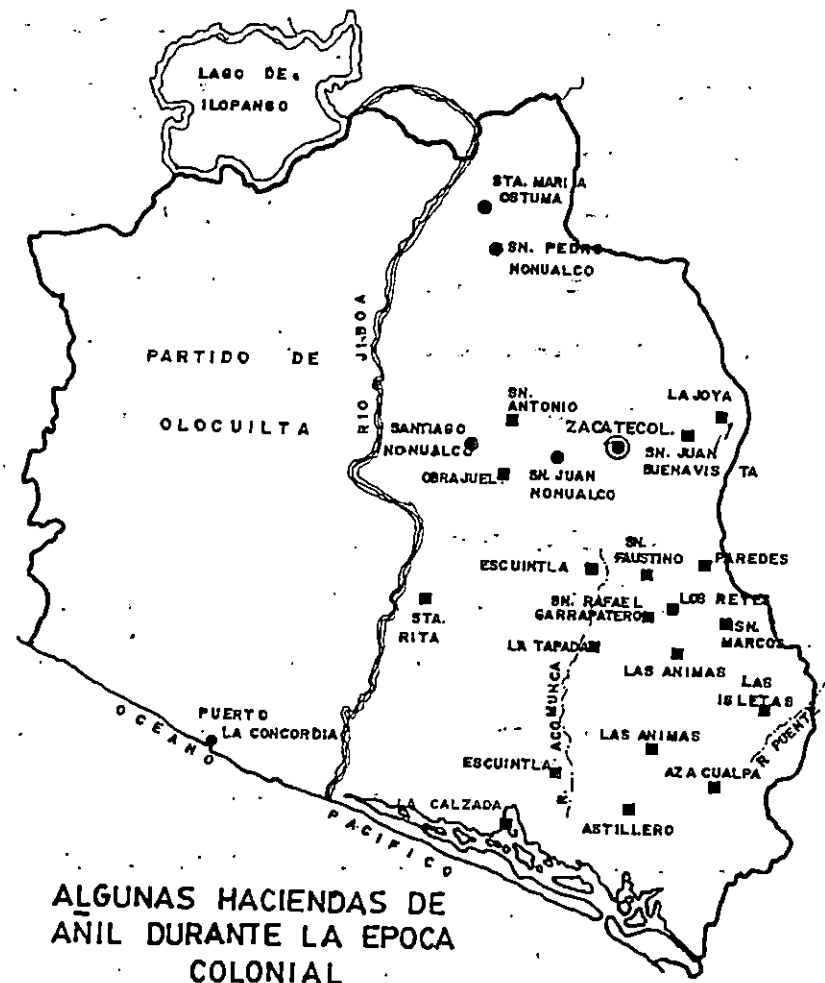 LAGO DE
ILOPANGO
STA. MARIA
OSTUMA
SN. PEDRO
NONUALCO
RIO JIBOA
PARTIDO DE
OLOCUILTA
SN.
ANTONIO
LA JOYA
SANTIAGO
NONUALCO
ZACATECOL.
SN. JUAN
BUENAVISTA
OBRAJUEL
SN. JUAN
NONUALCO
ESCUINTLA
SN.
FAUSTINO
PAREDES
STA.
RITA
SN. RAFAEL
GARRAPATERO
LOS REYES
SN.
MARCOS
LA TAPADA
LAS ANIMAS
LAS
ISLETAS
R. ACOMUNCA
R PUENTE
PUERTO
LA CONCORDIA
LAS ANIMAS
ESCUINTLA
AZACUALPA
LA CALZADA
ASTILLERO
OCEANO PACIFICO
ALGUNAS HACIENDAS DE
AÑIL DURANTE LA EPOCA
COLONIAL